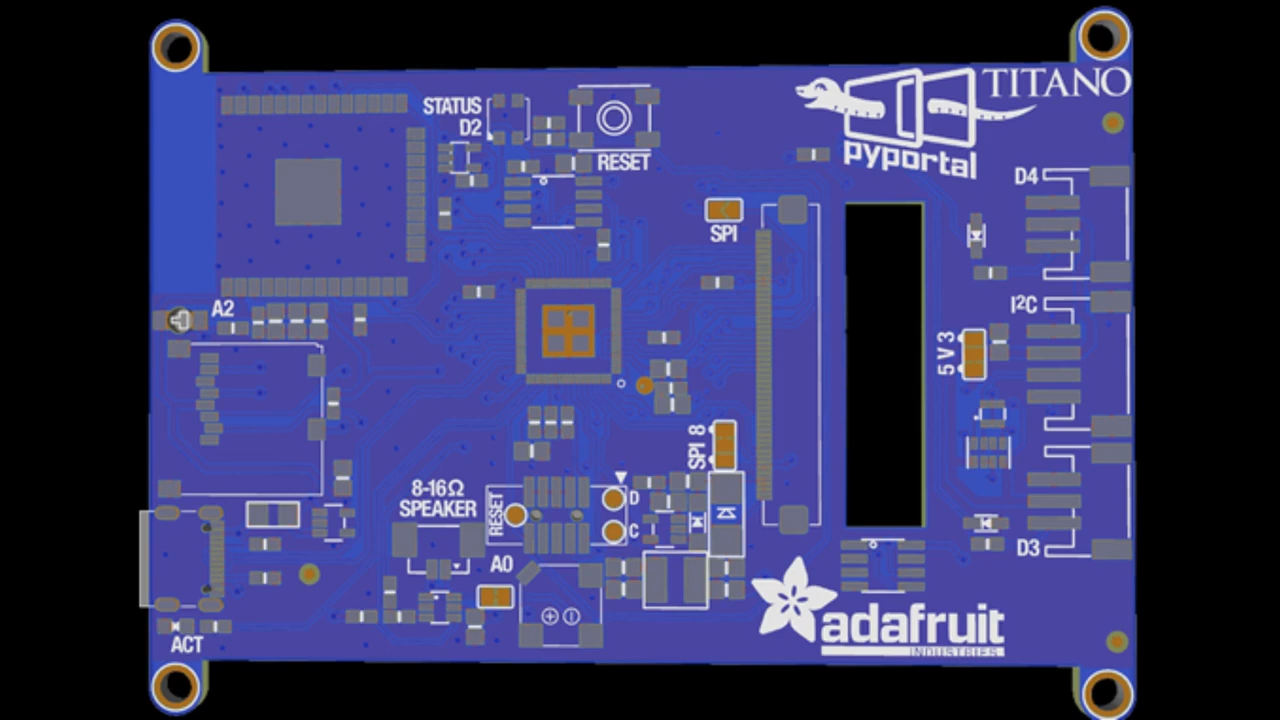 TITANO
pyportal
STATUS
D2
RESET
D4
SPI
A2
I²C
5 V 3
SPI 8
8-16Ω
SPEAKER
RESET
D
C
A0
D3
ACT
adafruit
INDUSTRIES